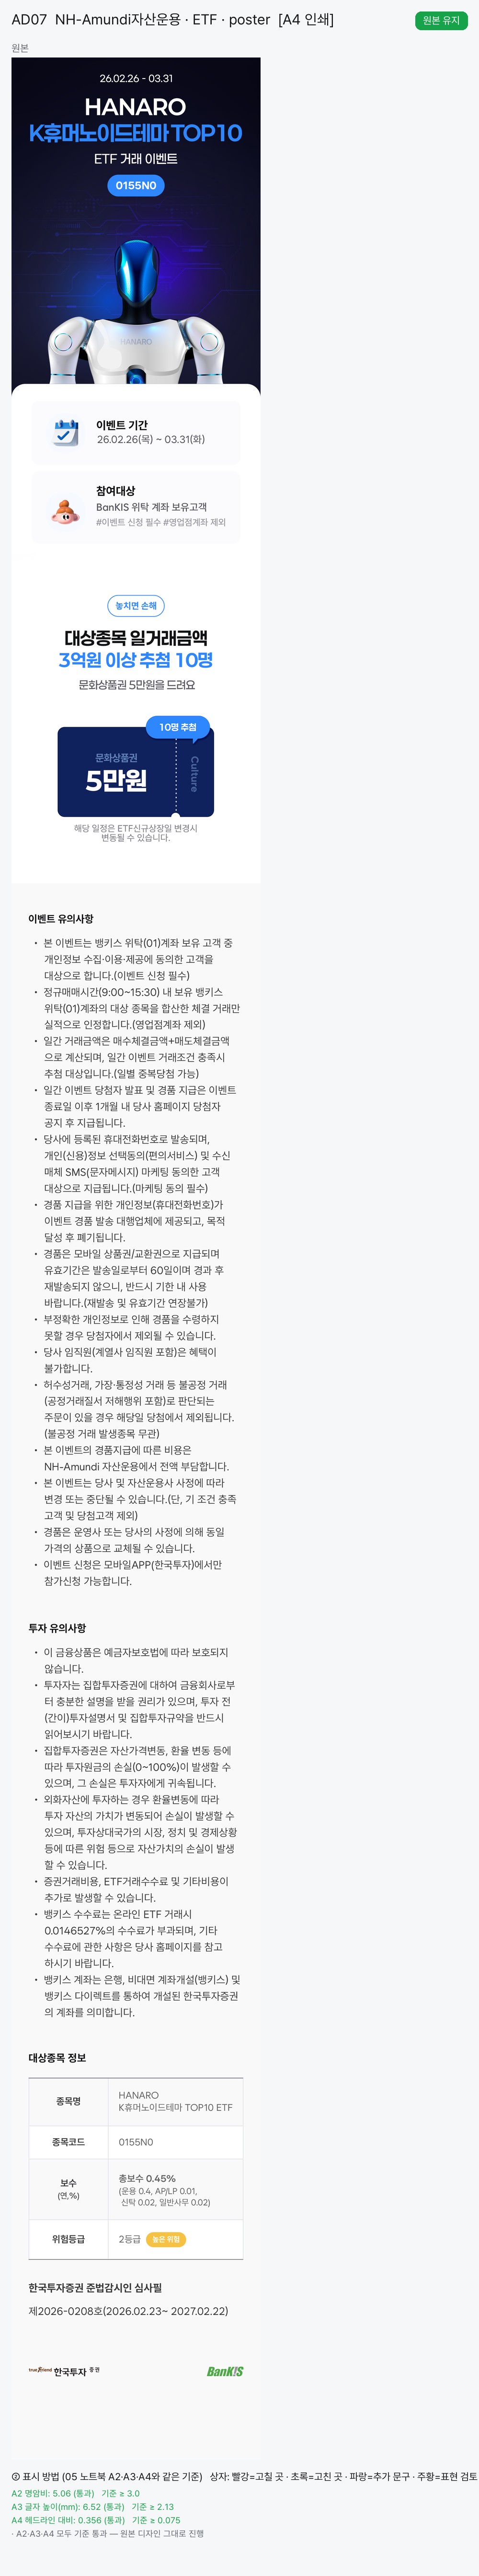 AD07  NH-Amundi자산운용 · ETF · poster  [A4 인쇄]
원본 유지
원본
26.02.26 - 03.31
HANARO
K휴머노이드테마 TOP10
ETF 거래 이벤트
0155N0
HANARO
이벤트 기간
26.02.26(목) ~ 03.31(화)
참여대상
BanKIS 위탁 계좌 보유고객
#이벤트 신청 필수 #영업점계좌 제외
놓치면 손해
대상종목 일거래금액
3억원 이상 추첨 10명
문화상품권 5만원을 드려요
10명 추첨
문화상품권
5만원
Culture
해당 일정은 ETF신규상장일 변경시
변동될 수 있습니다.
이벤트 유의사항
• 본 이벤트는 뱅키스 위탁(01)계좌 보유 고객 중
개인정보 수집·이용·제공에 동의한 고객을
대상으로 합니다.(이벤트 신청 필수)
• 정규매매시간(9:00~15:30) 내 보유 뱅키스
위탁(01)계좌의 대상 종목을 합산한 체결 거래만
실적으로 인정합니다.(영업점계좌 제외)
• 일간 거래금액은 매수체결금액+매도체결금액
으로 계산되며, 일간 이벤트 거래조건 충족시
추첨 대상입니다.(일별 중복당첨 가능)
• 일간 이벤트 당첨자 발표 및 경품 지급은 이벤트
종료일 이후 1개월 내 당사 홈페이지 당첨자
공지 후 지급됩니다.
• 당사에 등록된 휴대전화번호로 발송되며,
개인(신용)정보 선택동의(편의서비스) 및 수신
매체 SMS(문자메시지) 마케팅 동의한 고객
대상으로 지급됩니다.(마케팅 동의 필수)
• 경품 지급을 위한 개인정보(휴대전화번호)가
이벤트 경품 발송 대행업체에 제공되고, 목적
달성 후 폐기됩니다.
• 경품은 모바일 상품권/교환권으로 지급되며
유효기간은 발송일로부터 60일이며 경과 후
재발송되지 않으니, 반드시 기한 내 사용
바랍니다.(재발송 및 유효기간 연장불가)
• 부정확한 개인정보로 인해 경품을 수령하지
못할 경우 당첨자에서 제외될 수 있습니다.
• 당사 임직원(계열사 임직원 포함)은 혜택이
불가합니다.
• 허수성거래, 가장·통정성 거래 등 불공정 거래
(공정거래질서 저해행위 포함)로 판단되는
주문이 있을 경우 해당일 당첨에서 제외됩니다.
(불공정 거래 발생종목 무관)
• 본 이벤트의 경품지급에 따른 비용은
NH-Amundi 자산운용에서 전액 부담합니다.
• 본 이벤트는 당사 및 자산운용사 사정에 따라
변경 또는 중단될 수 있습니다.(단, 기 조건 충족
고객 및 당첨고객 제외)
• 경품은 운영사 또는 당사의 사정에 의해 동일
가격의 상품으로 교체될 수 있습니다.
• 이벤트 신청은 모바일APP(한국투자)에서만
참가신청 가능합니다.
투자 유의사항
• 이 금융상품은 예금자보호법에 따라 보호되지
않습니다.
• 투자자는 집합투자증권에 대하여 금융회사로부
터 충분한 설명을 받을 권리가 있으며, 투자 전
(간이)투자설명서 및 집합투자규약을 반드시
읽어보시기 바랍니다.
• 집합투자증권은 자산가격변동, 환율 변동 등에
따라 투자원금의 손실(0~100%)이 발생할 수
있으며, 그 손실은 투자자에게 귀속됩니다.
• 외화자산에 투자하는 경우 환율변동에 따라
투자 자산의 가치가 변동되어 손실이 발생할 수
있으며, 투자상대국가의 시장, 정치 및 경제상황
등에 따른 위험 등으로 자산가치의 손실이 발생
할 수 있습니다.
• 증권거래비용, ETF거래수수료 및 기타비용이
추가로 발생할 수 있습니다.
• 뱅키스 수수료는 온라인 ETF 거래시
0.0146527%의 수수료가 부과되며, 기타
수수료에 관한 사항은 당사 홈페이지를 참고
하시기 바랍니다.
• 뱅키스 계좌는 은행, 비대면 계좌개설(뱅키스) 및
뱅키스 다이렉트를 통하여 개설된 한국투자증권
의 계좌를 의미합니다.
대상종목 정보
종목명
HANARO
K휴머노이드테마 TOP10 ETF
종목코드
0155N0
보수
(연,%)
총보수 0.45%
(운용 0.4, AP/LP 0.01,
신탁 0.02, 일반사무 0.02)
위험등급
2등급 높은 위험
한국투자증권 준법감시인 심사필
제2026-0208호(2026.02.23~ 2027.02.22)
true friend 한국투자 증권
BanKIS
② 표시 방법 (05 노트북 A2·A3·A4와 같은 기준)   상자: 빨강=고칠 곳 · 초록=고친 곳 · 파랑=추가 문구 · 주황=표현 검토
A2 명암비: 5.06 (통과)   기준 ≥ 3.0
A3 글자 높이(mm): 6.52 (통과)   기준 ≥ 2.13
A4 헤드라인 대비: 0.356 (통과)   기준 ≥ 0.075
· A2·A3·A4 모두 기준 통과 — 원본 디자인 그대로 진행